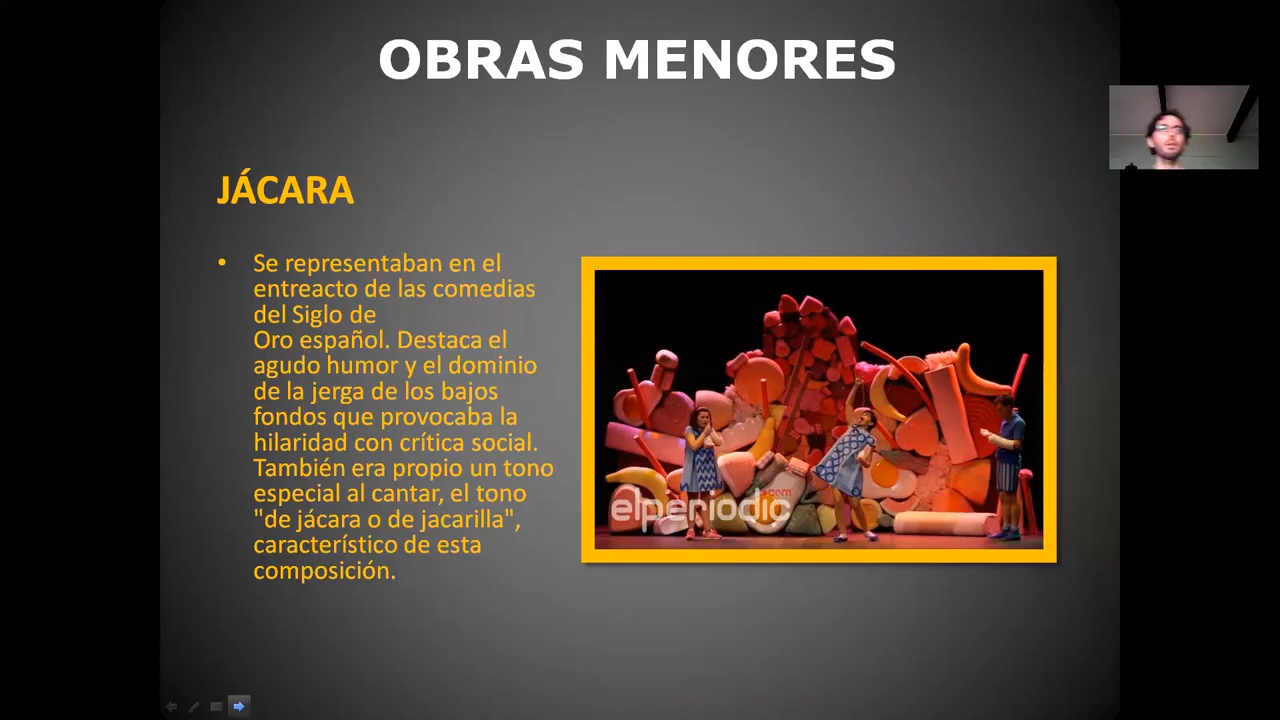 OBRAS MENORES
JÁCARA
• Se representaban en el
entreacto de las comedias
del Siglo de
Oro español. Destaca el
agudo humor y el dominio
de la jerga de los bajos
fondos que provocaba la
hilaridad con crítica social.
También era propio un tono
especial al cantar, el tono
"de jácara o de jacarilla",
característico de esta
composición.
elperiodic
.com